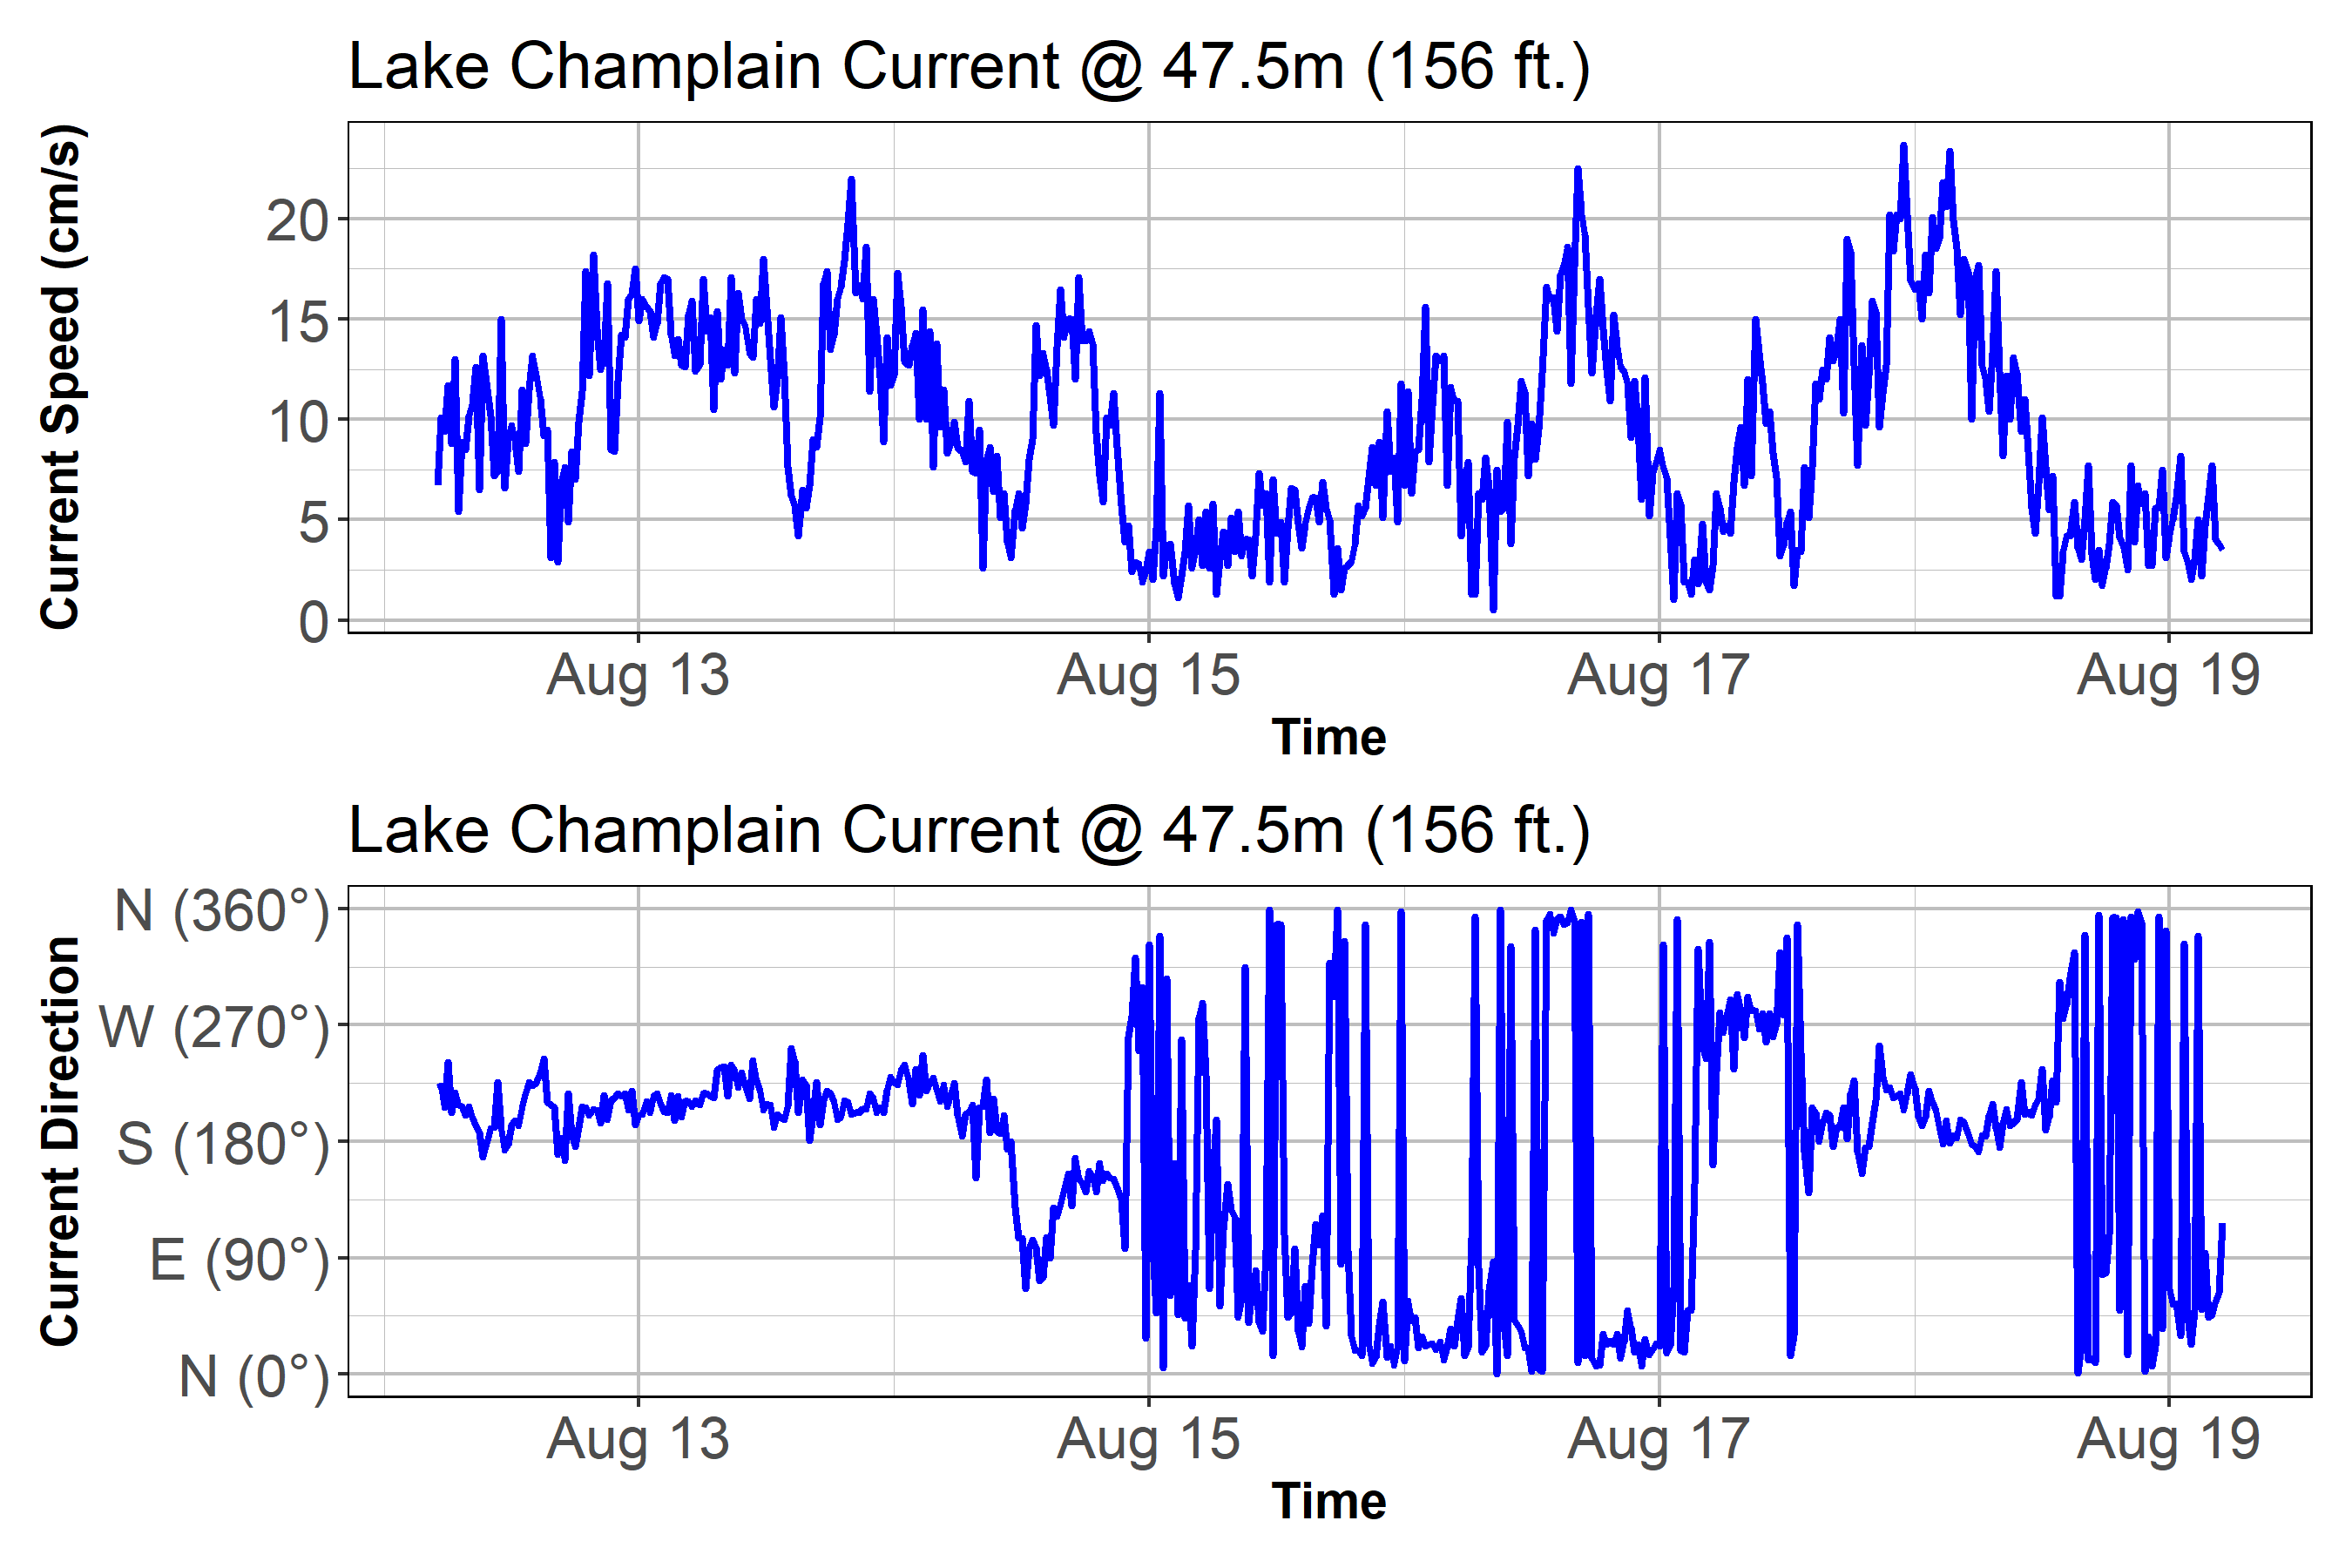 Lake Champlain Current @ 47.5m (156 ft.)
Current Speed (cm/s)
20
15
10
5
0
Aug 13 Aug 15 Aug 17 Aug 19
Time
Lake Champlain Current @ 47.5m (156 ft.)
Current Direction
N (360°)
W (270°)
S (180°)
E (90°)
N (0°)
Aug 13 Aug 15 Aug 17 Aug 19
Time